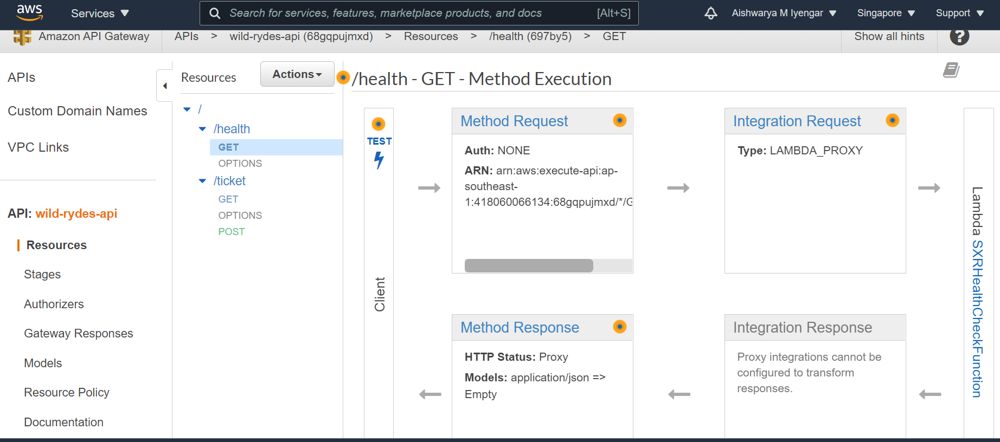 aws
Services
Search for services, features, marketplace products, and docs
[Alt+S]
Aishwarya M Iyengar
Singapore
Support
Amazon API Gateway
APIs > wild-rydes-api (68gqpujmxd) > Resources > /health (697by5) > GET
Show all hints
?
APIs
Custom Domain Names
VPC Links
API: wild-rydes-api
Resources
Stages
Authorizers
Gateway Responses
Models
Resource Policy
Documentation
Resources
Actions
/
/health
GET
OPTIONS
/ticket
GET
OPTIONS
POST
/health - GET - Method Execution
TEST
Client
Method Request
Auth: NONE
ARN: arn:aws:execute-api:ap-
southeast-
1:418060066134:68gqpujmxd/*/G
Integration Request
Type: LAMBDA_PROXY
Lambda SXRHealthCheckFunction
Method Response
HTTP Status: Proxy
Models: application/json =>
Empty
Integration Response
Proxy integrations cannot be
configured to transform
responses.